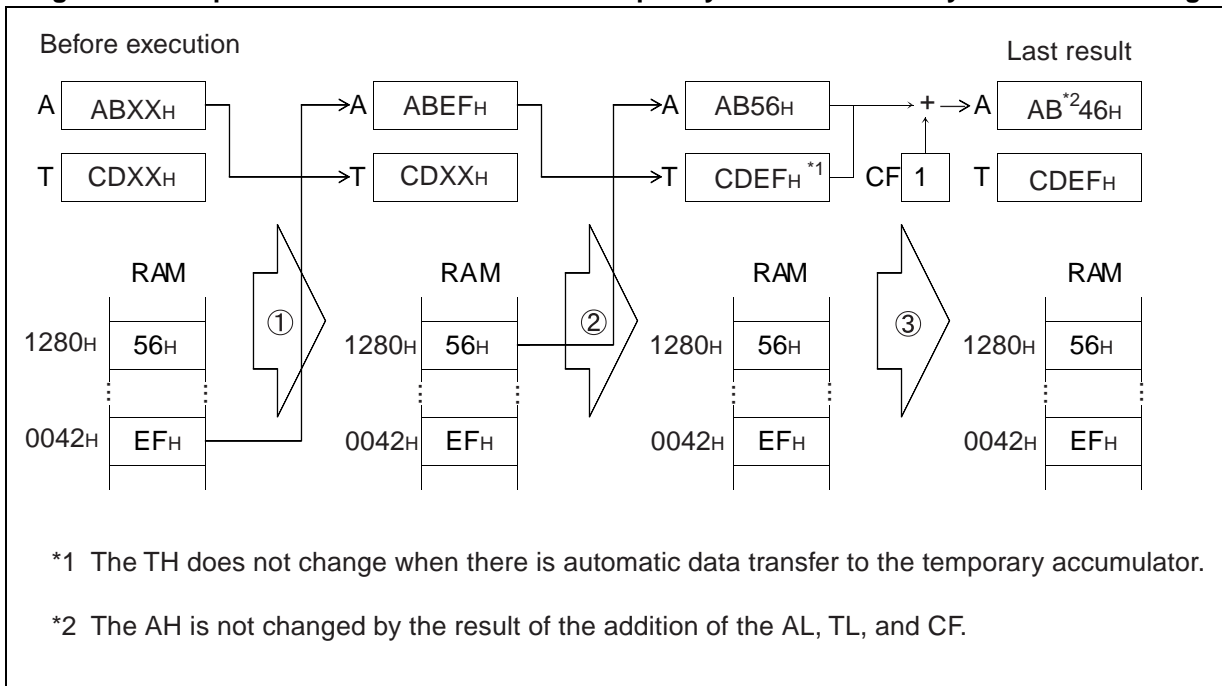 Before execution
Last result
A ABXXH A ABEFH A AB56H + A AB*246H
T CDXXH T CDXXH T CDEFH *1 CF 1 T CDEFH
RAM RAM RAM RAM
① ② ③
1280H 56H 1280H 56H 1280H 56H 1280H 56H
0042H EFH 0042H EFH 0042H EFH 0042H EFH
*1 The TH does not change when there is automatic data transfer to the temporary accumulator.
*2 The AH is not changed by the result of the addition of the AL, TL, and CF.